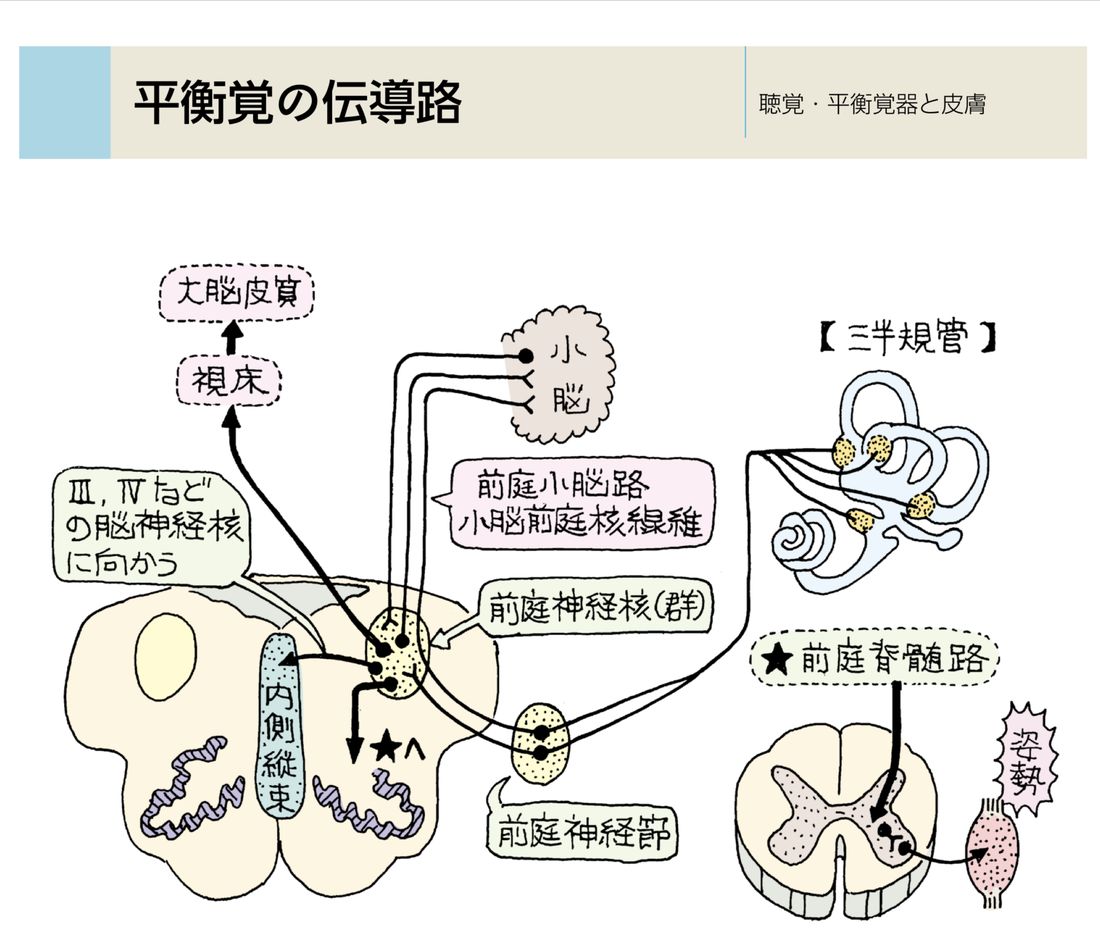 平衡覚の伝導路
聴覚・平衡覚器と皮膚
大脳皮質
視床
小
脳
【三半規管】
Ⅲ,Ⅳなど
の脳神経核
に向かう
前庭小脳路
小脳前庭核線維
前庭神経核(群)
★前庭脊髄路
内側縦束
★へ
姿勢
前庭神経節